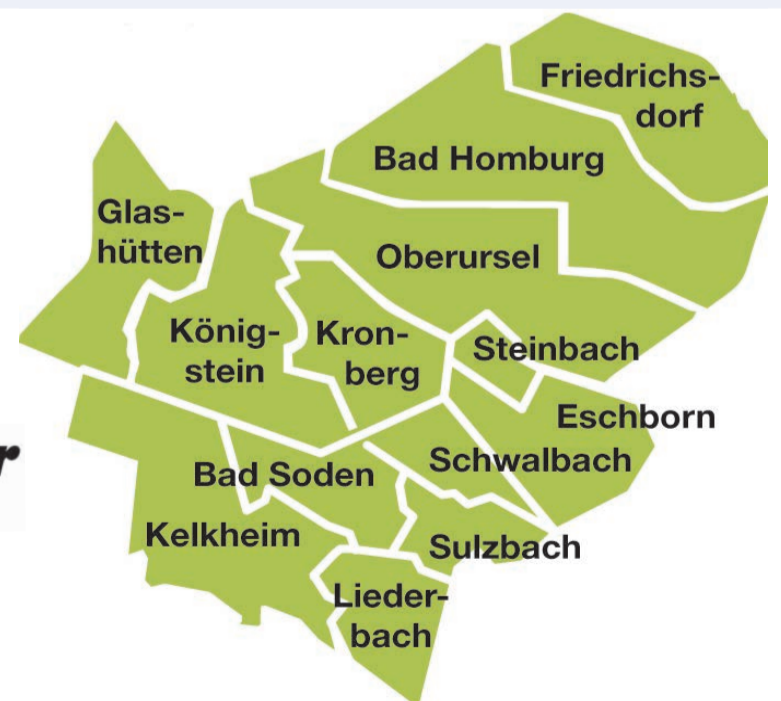 Friedrichs-
dorf
Bad Homburg
Glas-
hütten
Oberursel
König-
stein
Kron-
berg
Steinbach
Eschborn
Schwalbach
Bad Soden
Kelkheim
Sulzbach
Lieder-
bach
r